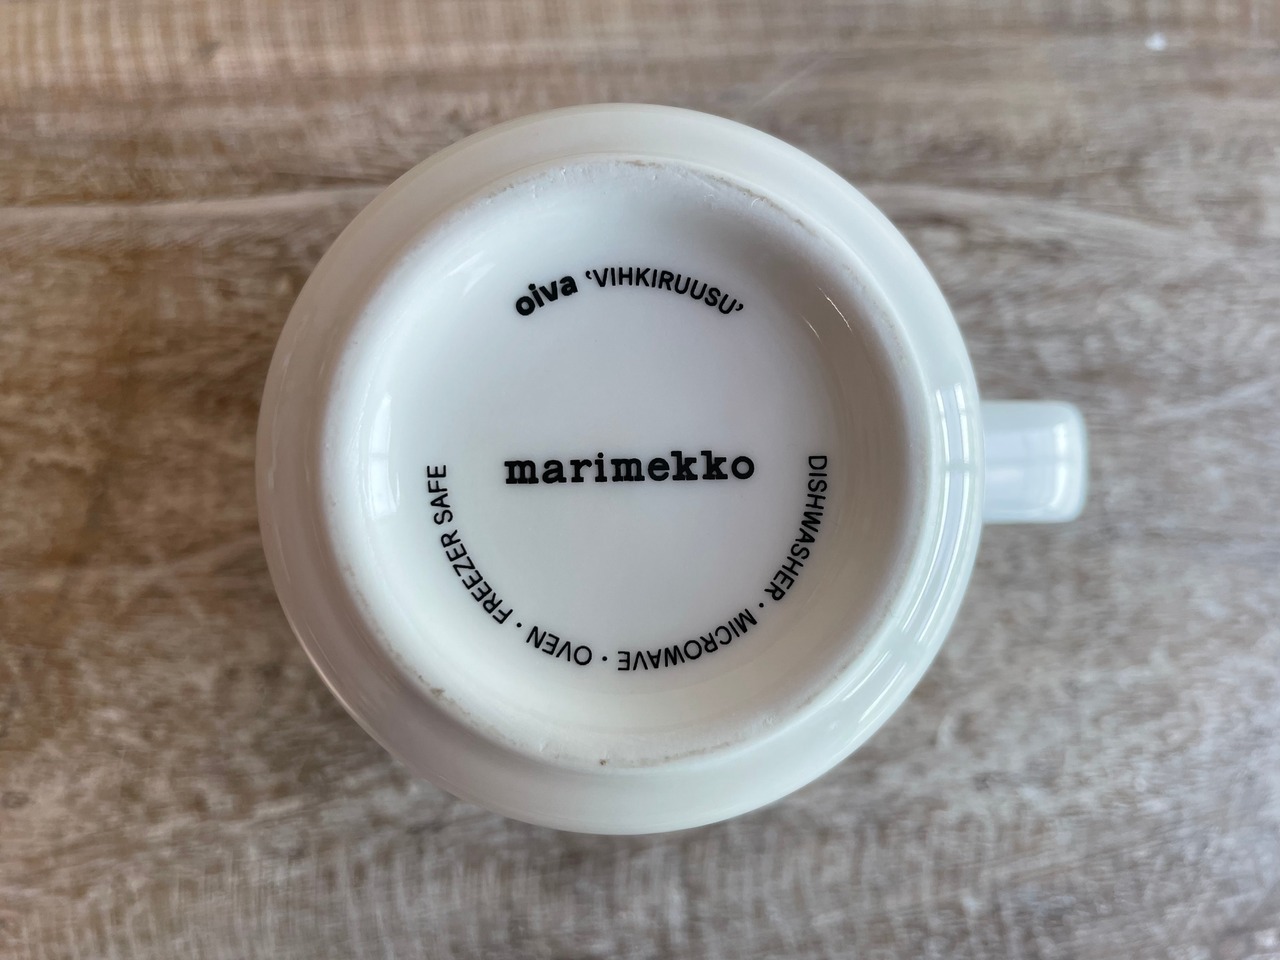 oiva ‘VIHKIRUUSU’
marimekko
DISHWASHER · MICROWAVE · OVEN · FREEZER SAFE